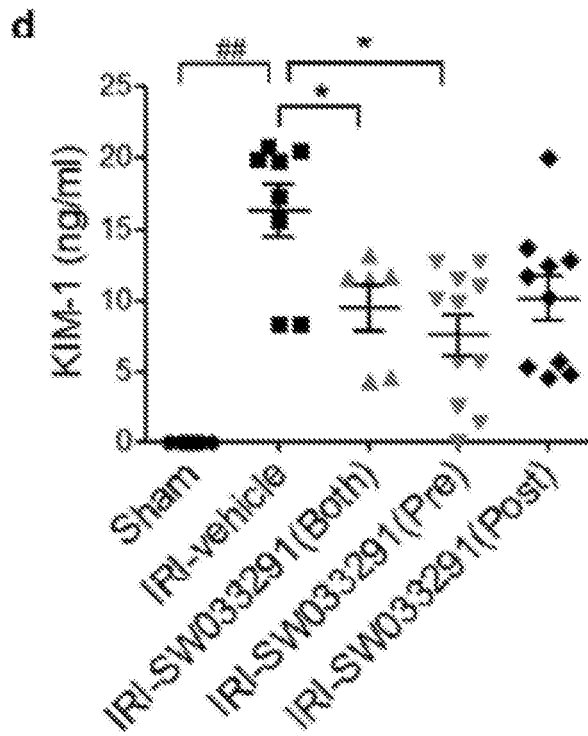 d
##
*
*
25
20
15
10
5
0
KIM-1 (ng/ml)
Sham
IRI-vehicle
IRI-SW033291(Both)
IRI-SW033291(Pre)
IRI-SW033291(Post)